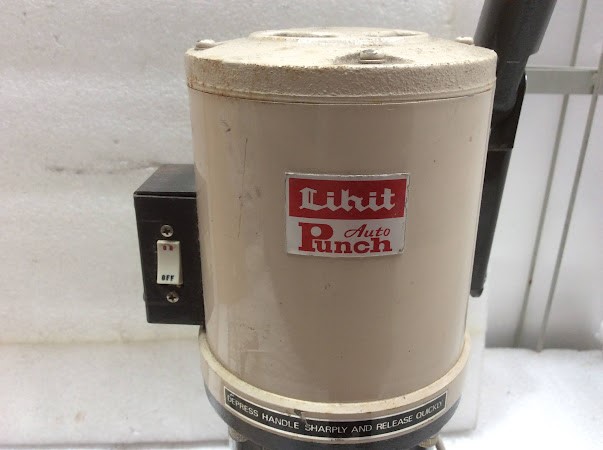 Lihit
Auto
Punch
OFF
DEPRESS HANDLE SHARPLY AND RELEASE QUICKLY